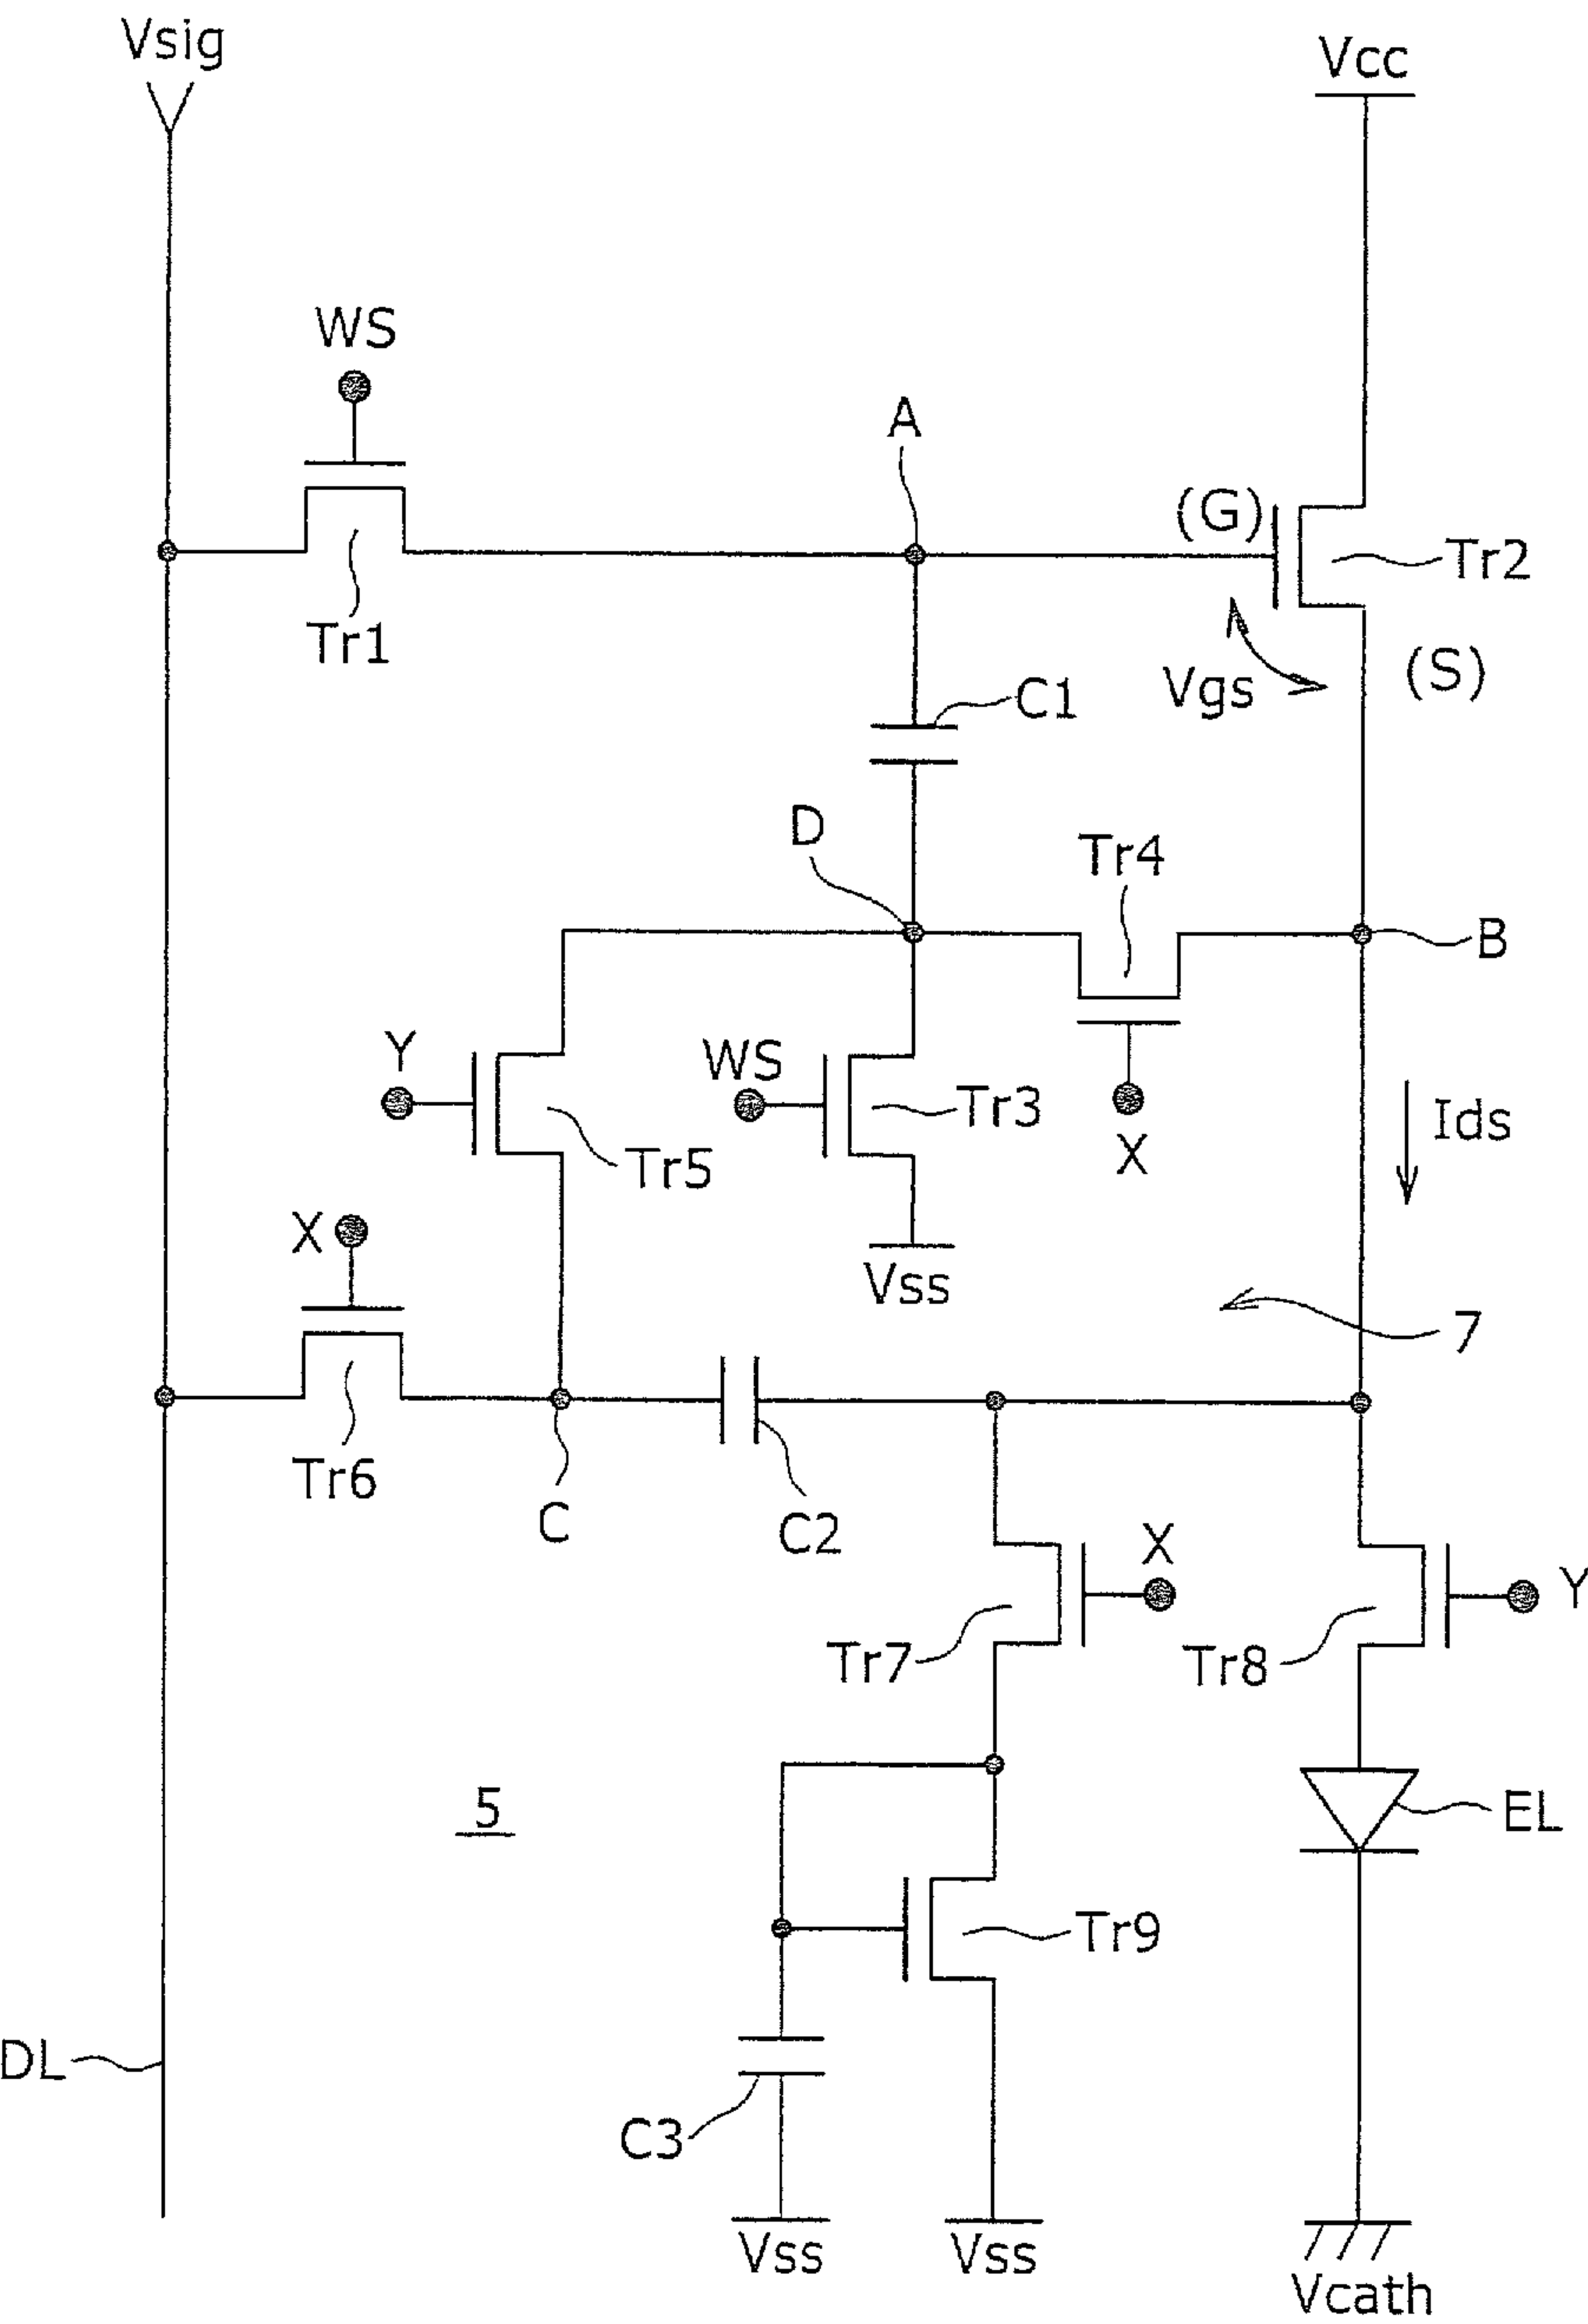 Vsig
Vcc
WS
A
(G)
Tr2
Tr1
Vgs
(S)
C1
D
Tr4
B
Y
WS
Tr3
X
Ids
Tr5
X
Vss
7
Tr6
C
C2
X
Y
Tr7
Tr8
5
EL
Tr9
DL
C3
Vss
Vss
Vcath